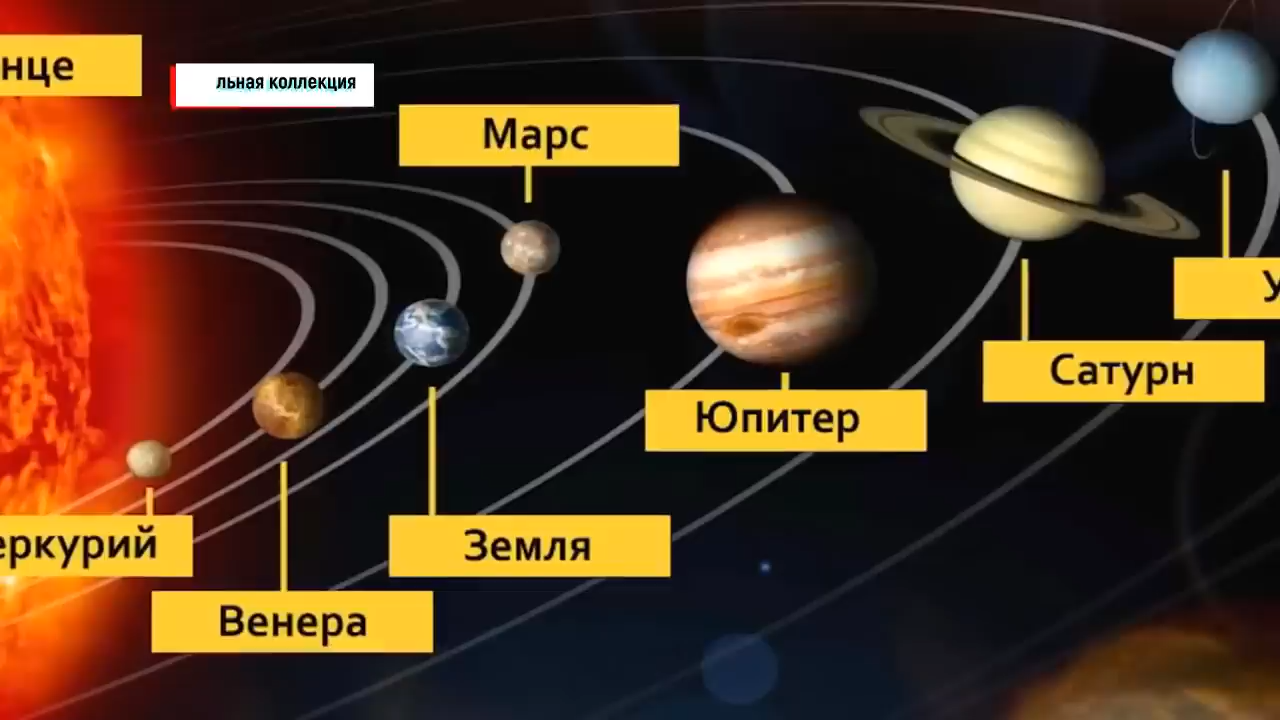 нце
льная коллекция
Марс
Сатурн
Юпитер
еркурий
Земля
Венера